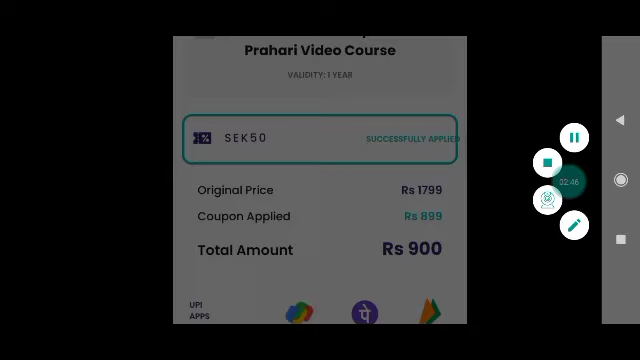 Prahari Video Course
VALIDITY: 1 YEAR
SEK50
SUCCESSFULLY APPLIED
Original Price Rs 1799
Coupon Applied Rs 899
Total Amount Rs 900
UPI
APPS
पे
02:46